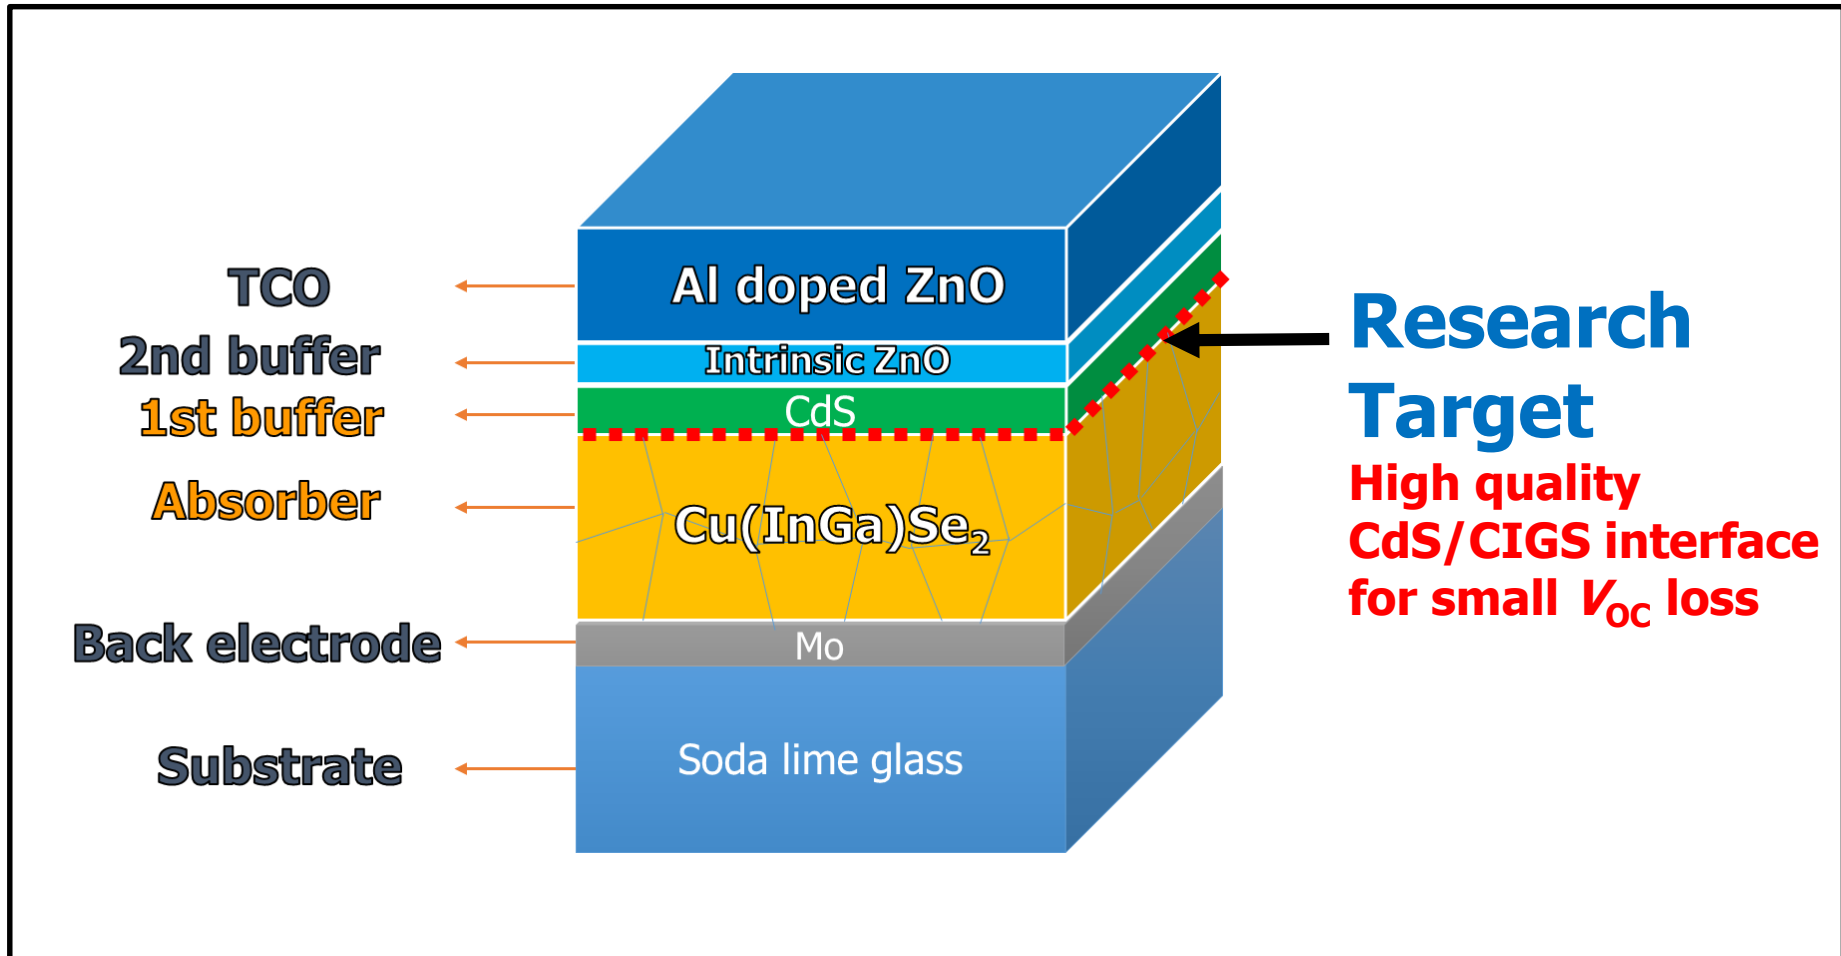 TCO
2nd buffer
1st buffer
Absorber
Back electrode
Substrate
Al doped ZnO
Intrinsic ZnO
CdS
Cu(InGa)Se₂
Mo
Soda lime glass
Research
Target
High quality
CdS/CIGS interface
for small V_OC loss